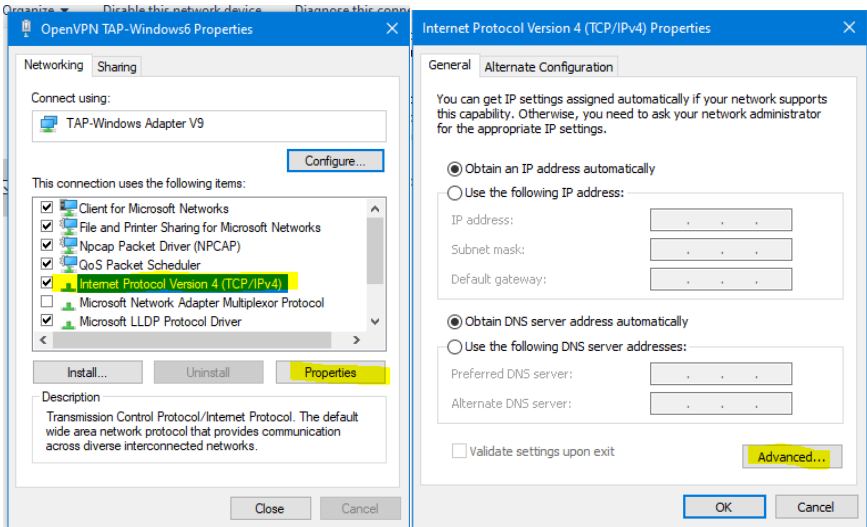 Organize Disable this network device Diagnose this conn
OpenVPN TAP-Windows6 Properties
Networking Sharing
Connect using:
TAP-Windows Adapter V9
Configure...
This connection uses the following items:
Client for Microsoft Networks
File and Printer Sharing for Microsoft Networks
Npcap Packet Driver (NPCAP)
QoS Packet Scheduler
Internet Protocol Version 4 (TCP/IPv4)
Microsoft Network Adapter Multiplexor Protocol
Microsoft LLDP Protocol Driver
Install... Uninstall Properties
Description
Transmission Control Protocol/Internet Protocol. The default
wide area network protocol that provides communication
across diverse interconnected networks.
Close Cancel
Internet Protocol Version 4 (TCP/IPv4) Properties
General Alternate Configuration
You can get IP settings assigned automatically if your network supports
this capability. Otherwise, you need to ask your network administrator
for the appropriate IP settings.
Obtain an IP address automatically
Use the following IP address:
IP address:
Subnet mask:
Default gateway:
Obtain DNS server address automatically
Use the following DNS server addresses:
Preferred DNS server:
Alternate DNS server:
Validate settings upon exit
Advanced...
OK Cancel